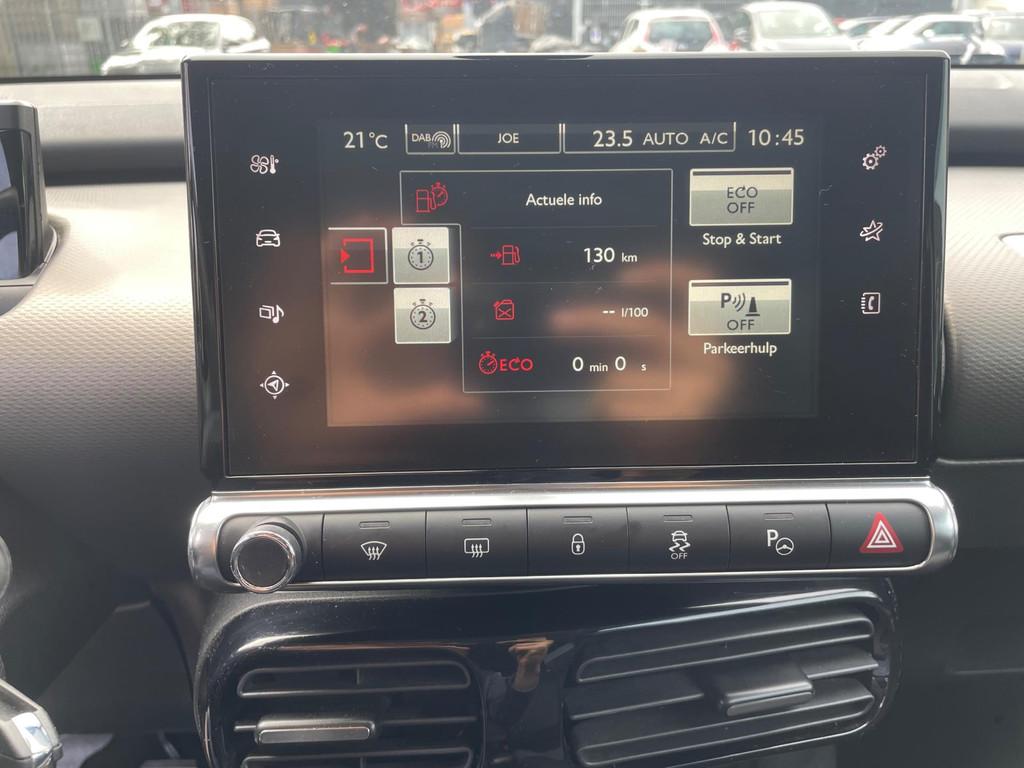 21°C DAB FM JOE 23.5 AUTO A/C 10:45
Actuele info
ECO
OFF
Stop & Start
1
130 km
2
-- l/100
P
OFF
Parkeerhulp
ECO 0 min 0 s
OFF
P